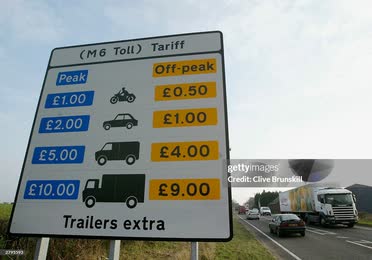 (M6 Toll) Tariff
Peak Off-peak
£1.00 £0.50
£2.00 £1.00
£5.00 £4.00
£10.00 £9.00
Trailers extra
gettyimages
Credit: Clive Brunskill